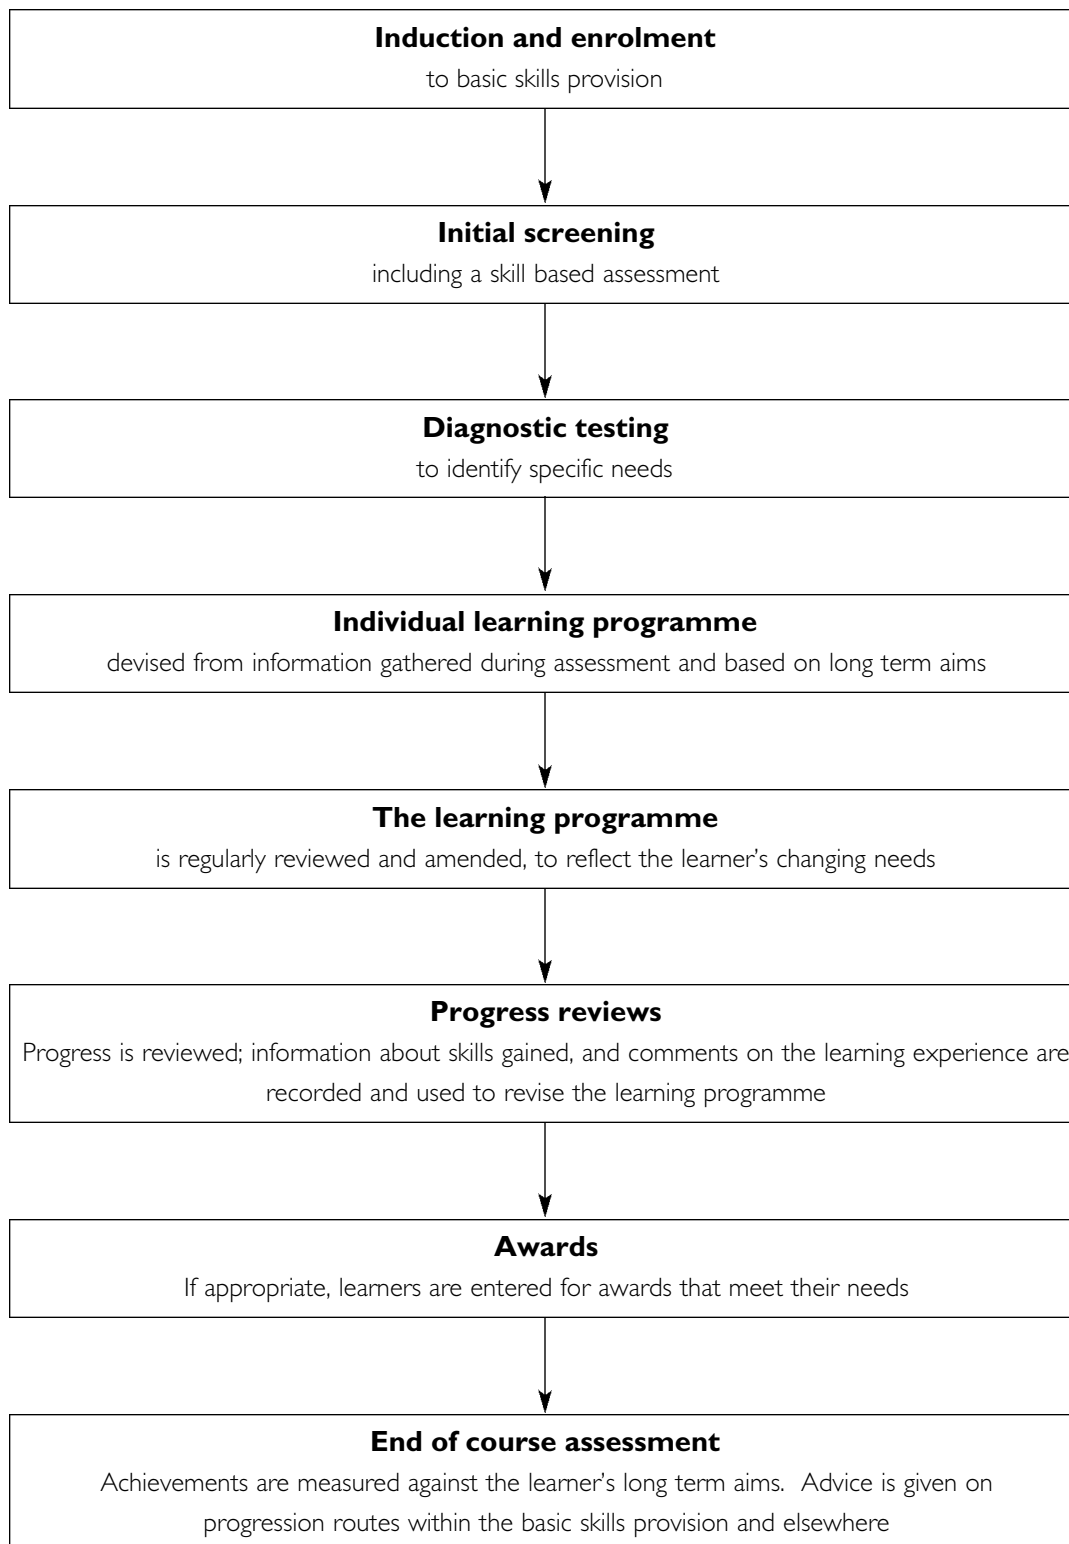 Induction and enrolment
to basic skills provision
Initial screening
including a skill based assessment
Diagnostic testing
to identify specific needs
Individual learning programme
devised from information gathered during assessment and based on long term aims
The learning programme
is regularly reviewed and amended, to reflect the learner’s changing needs
Progress reviews
Progress is reviewed; information about skills gained, and comments on the learning experience are
recorded and used to revise the learning programme
Awards
If appropriate, learners are entered for awards that meet their needs
End of course assessment
Achievements are measured against the learner’s long term aims.  Advice is given on
progression routes within the basic skills provision and elsewhere